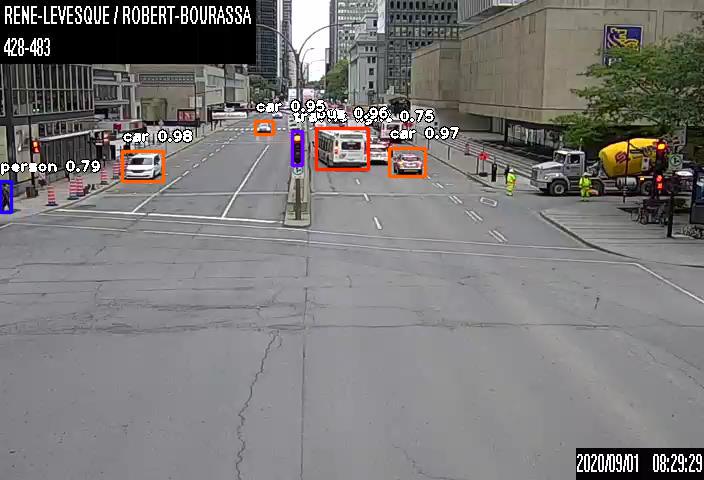 RENE-LEVESQUE / ROBERT-BOURASSA
428-483
car 0.95
bus 0.96
0.75
car 0.98
car 0.97
person 0.79
2020/09/01 08:29:29